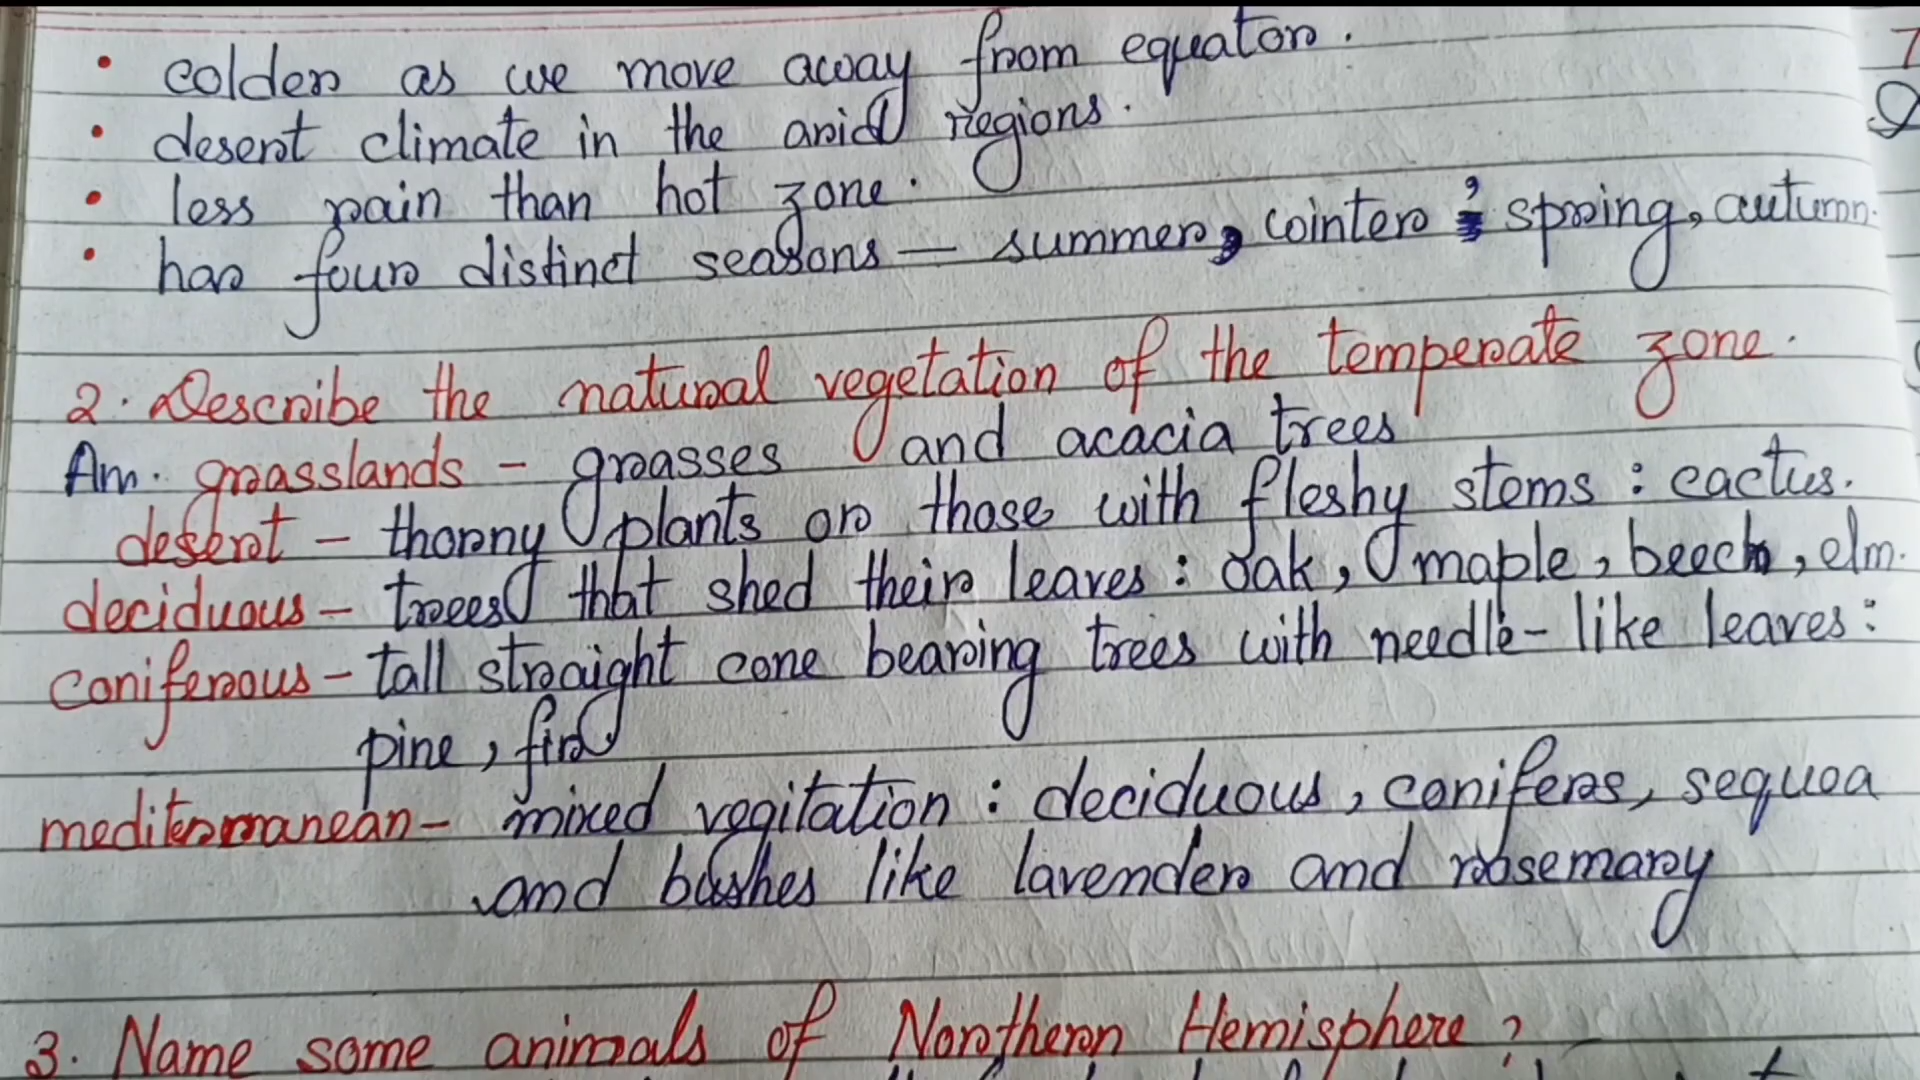 • colder as we move away from equator.
• desert climate in the arid regions.
• less rain than hot zone.
• has four distinct seasons – summer, winter, spring, autumn.
2. Describe the natural vegetation of the temperate zone.
Ans. grasslands - grasses and acacia trees
desert – thorny plants or those with fleshy stems : cactus.
deciduous – trees that shed their leaves : oak, maple, beech, elm.
coniferous – tall straight cone bearing trees with needle-like leaves :
pine, fir
mediterranean – mixed vegitation : deciduous, conifers, sequoa
and bushes like lavender and rosemary
3. Name some animals of Northern Hemisphere?